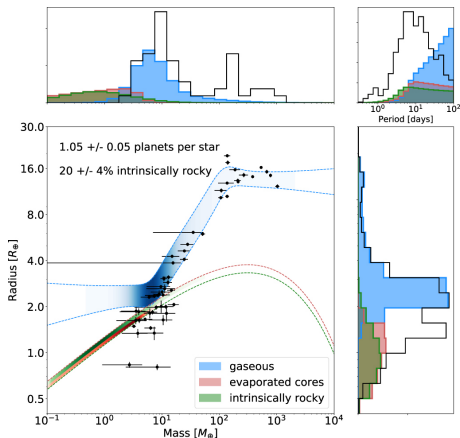 10⁰ 10¹ 10²
Period [days]
1.05 +/- 0.05 planets per star
20 +/- 4% intrinsically rocky
30.0
16.0
8.0
4.0
2.0
1.0
0.5
Radius [R⊕]
gaseous
evaporated cores
intrinsically rocky
10⁻¹ 10⁰ 10¹ 10² 10³ 10⁴
Mass [M⊕]